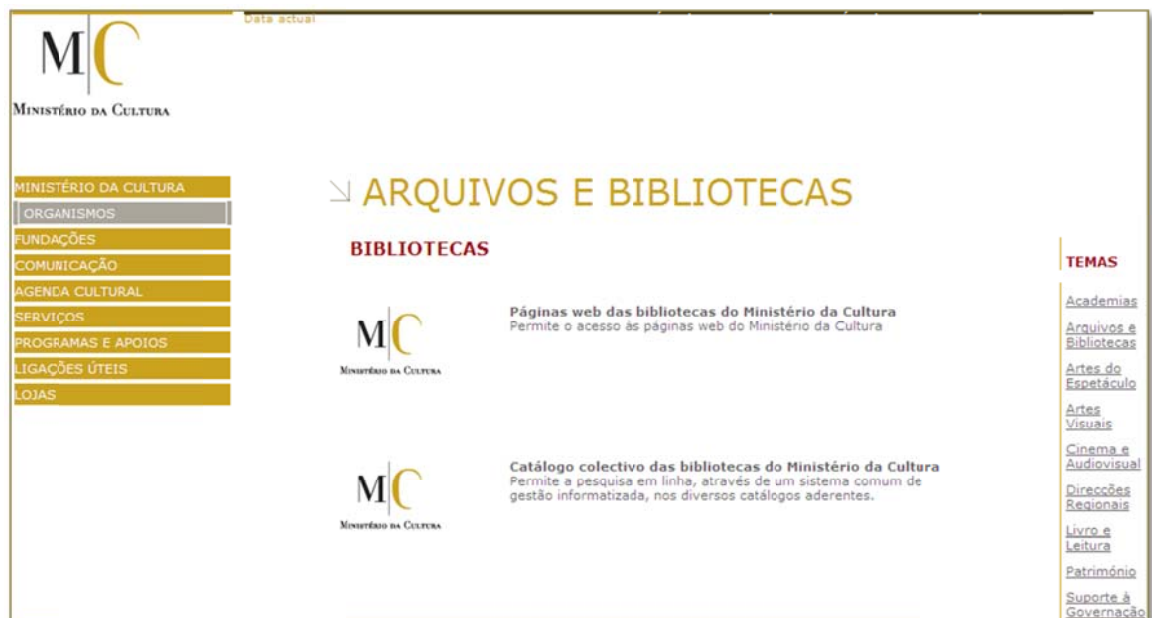 Data actual
M C
MINISTÉRIO DA CULTURA
MINISTÉRIO DA CULTURA
ORGANISMOS
FUNDAÇÕES
COMUNICAÇÃO
AGENDA CULTURAL
SERVIÇOS
PROGRAMAS E APOIOS
LIGAÇÕES ÚTEIS
LOJAS
ARQUIVOS E BIBLIOTECAS
BIBLIOTECAS
M C
MINISTÉRIO DA CULTURA
Páginas web das bibliotecas do Ministério da Cultura
Permite o acesso às páginas web do Ministério da Cultura
M C
MINISTÉRIO DA CULTURA
Catálogo colectivo das bibliotecas do Ministério da Cultura
Permite a pesquisa em linha, através de um sistema comum de
gestão informatizada, nos diversos catálogos aderentes.
TEMAS
Academias
Arquivos e
Bibliotecas
Artes do
Espetáculo
Artes
Visuais
Cinema e
Audiovisual
Direcções
Regionais
Livro e
Leitura
Património
Suporte à
Governação